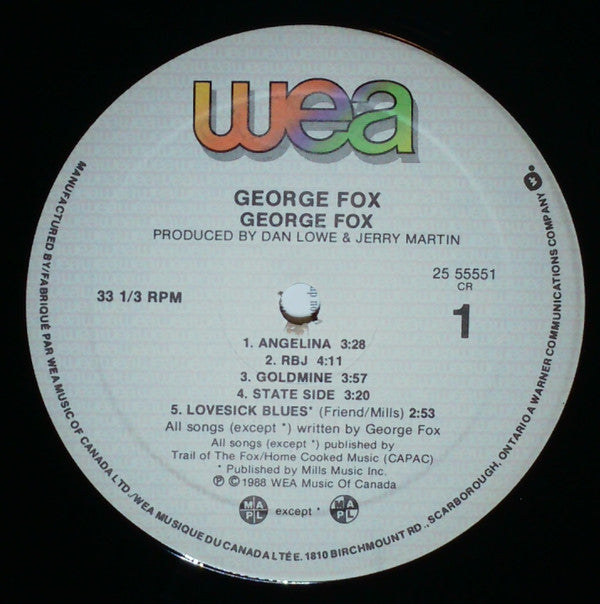 wea
GEORGE FOX
GEORGE FOX
PRODUCED BY DAN LOWE & JERRY MARTIN
33 1/3 RPM
25 55551
CR
1
1. ANGELINA 3:28
2. RBJ 4:11
3. GOLDMINE 3:57
4. STATE SIDE 3:20
5. LOVESICK BLUES* (Friend/Mills) 2:53
All songs (except *) written by George Fox
All songs (except *) published by
Trail of The Fox/Home Cooked Music (CAPAC)
* Published by Mills Music Inc.
℗ © 1988 WEA Music Of Canada
MAPL except * MAPL
MANUFACTURED BY/FABRIQUÉ PAR WEA MUSIC OF CANADA LTD./WEA MUSIQUE DU CANADA LTÉE. 1810 BIRCHMOUNT RD., SCARBOROUGH, ONTARIO A WARNER COMMUNICATIONS COMPANY